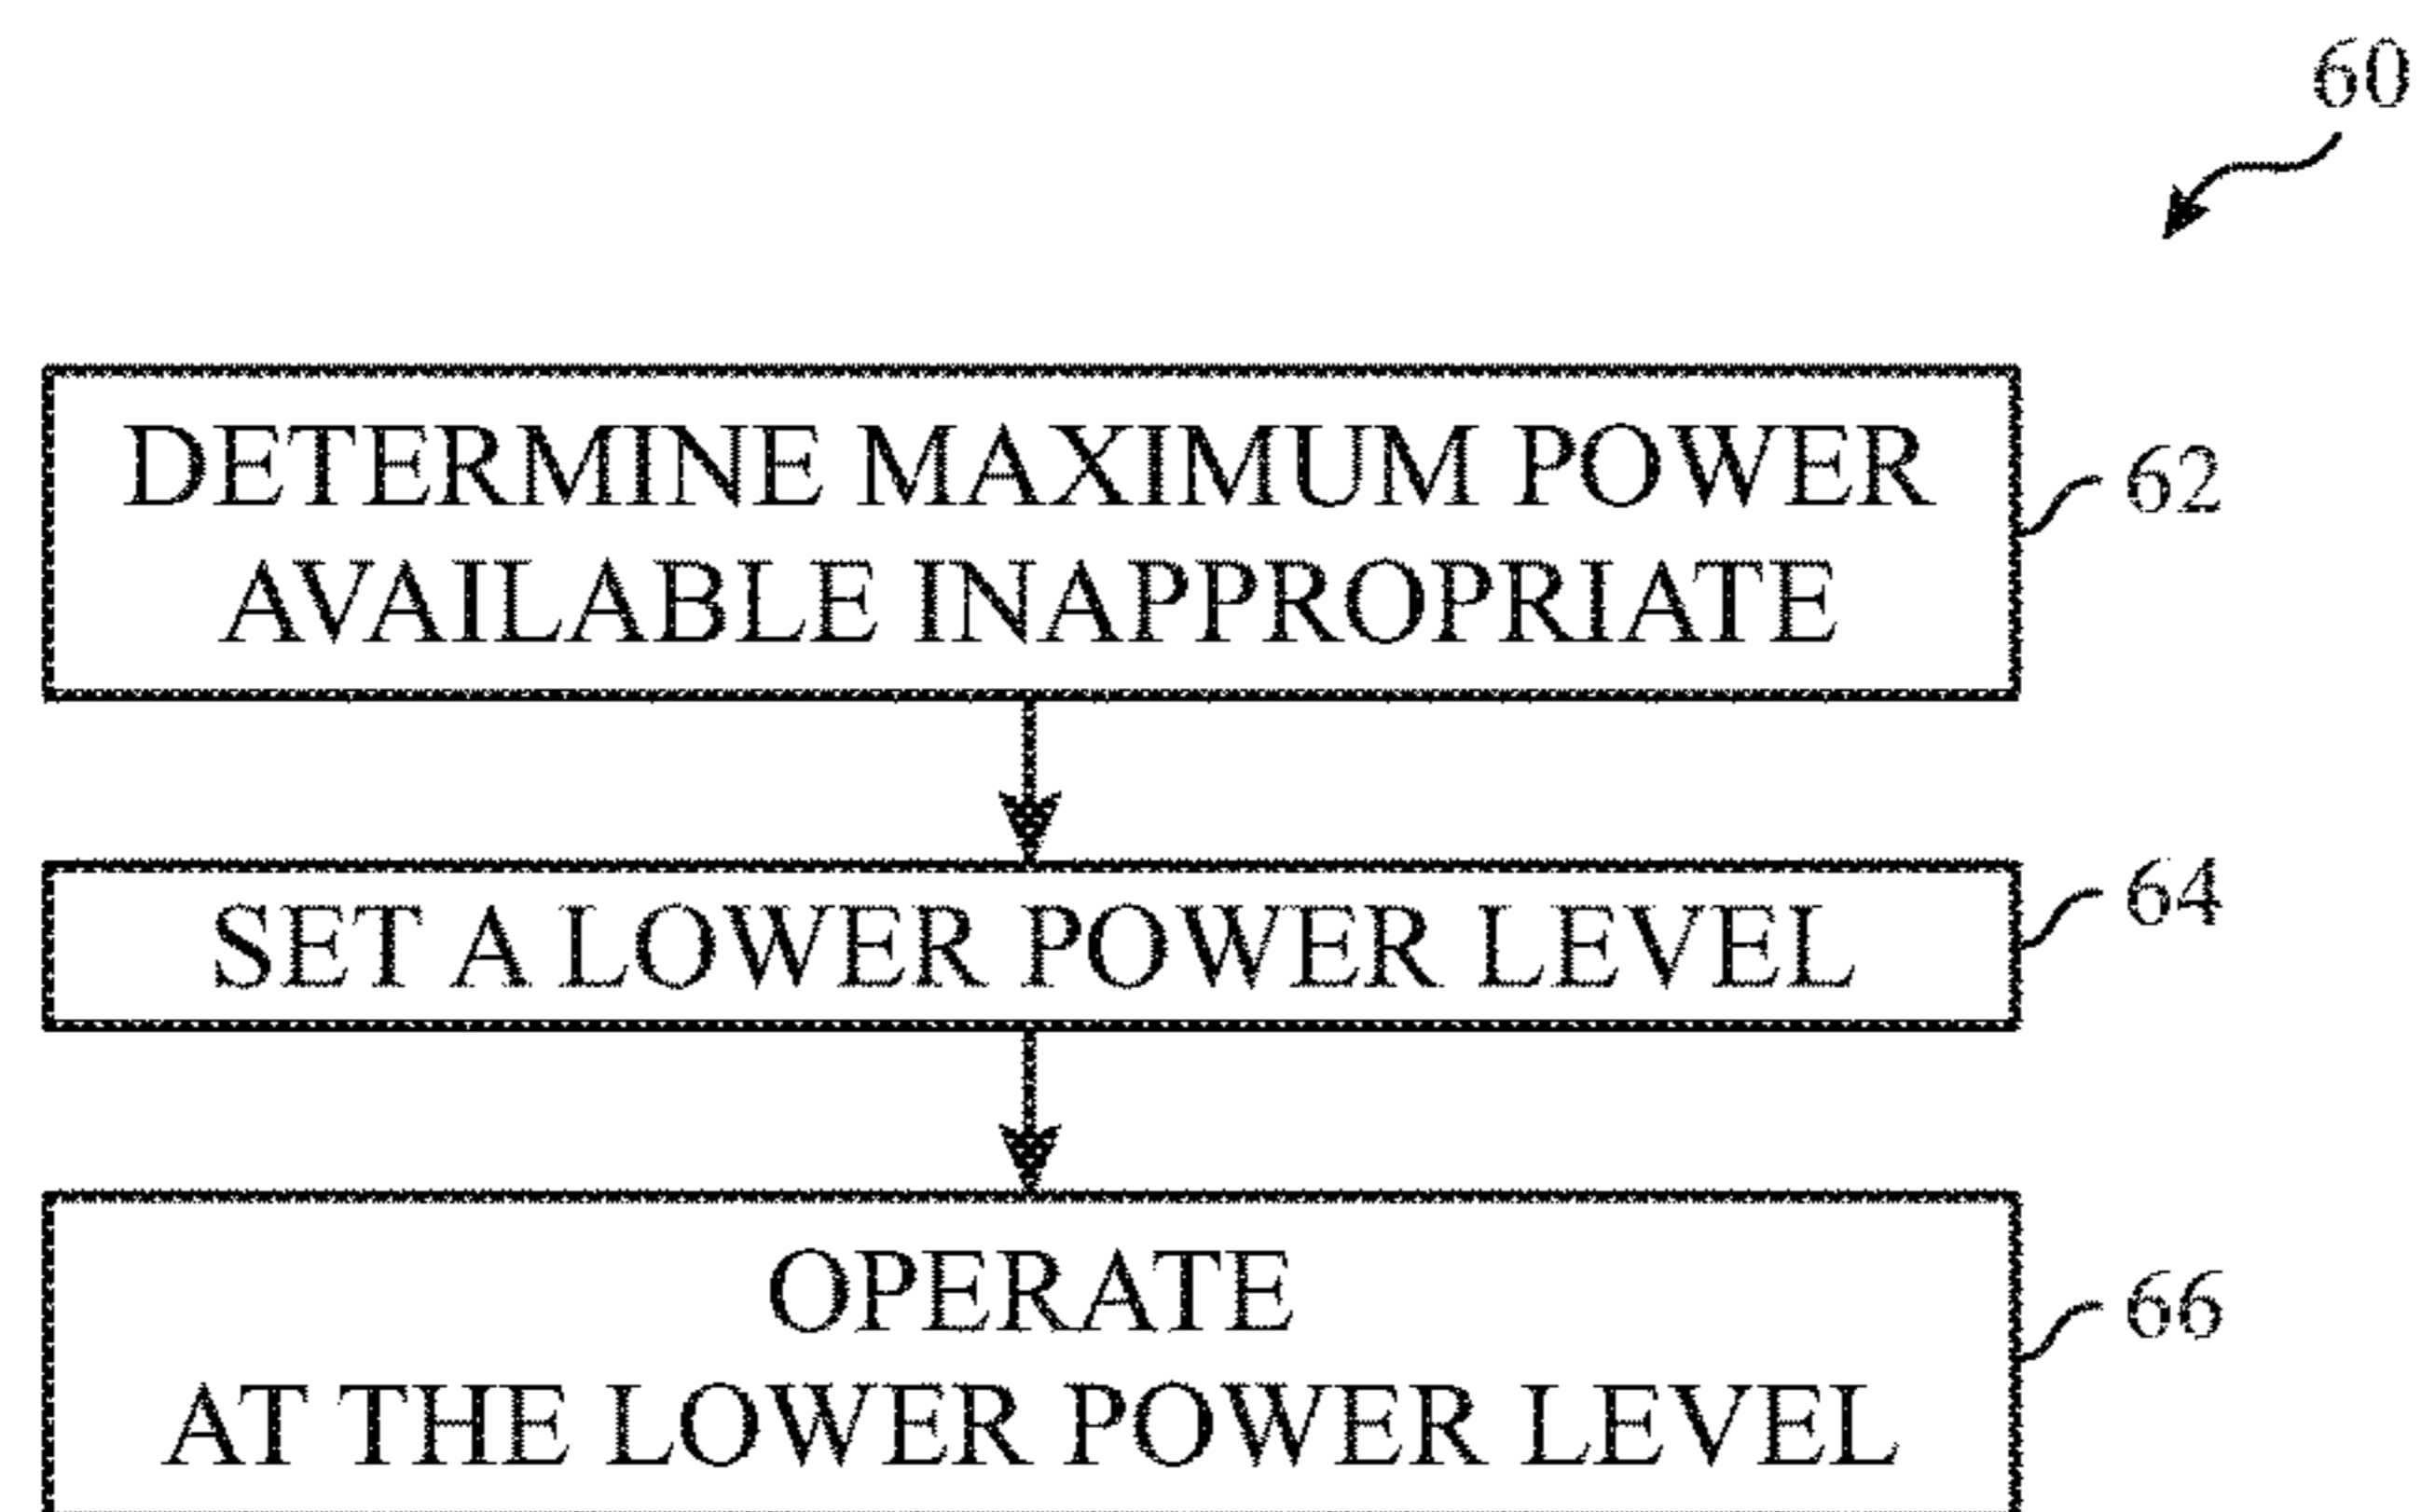 60
DETERMINE MAXIMUM POWER
AVAILABLE INAPPROPRIATE
62
SET A LOWER POWER LEVEL
64
OPERATE
AT THE LOWER POWER LEVEL
66